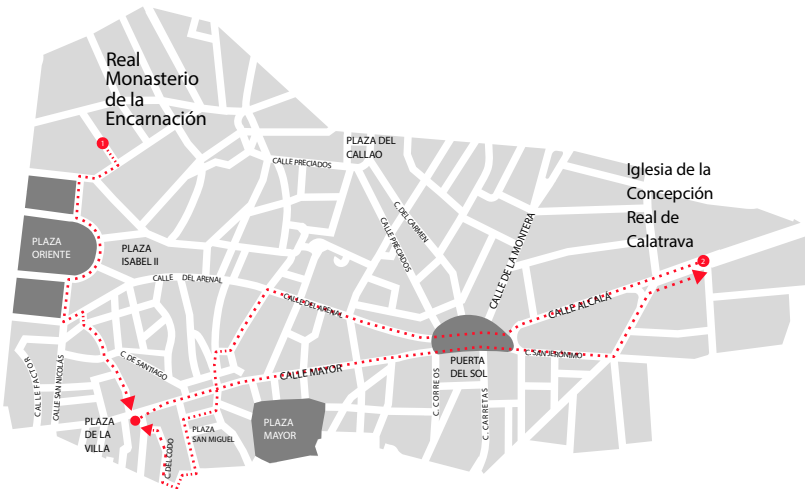 Real
Monasterio
de la
Encarnación
1
PLAZA DEL
CALLAO
CALLE PRECIADOS
Iglesia de la
Concepción
Real de
Calatrava
2
C. DEL CARMEN
CALLE PRECIADOS
CALLE DE LA MONTERA
PLAZA
ORIENTE
PLAZA
ISABEL II
CALLE DEL ARENAL
CALLE DEL ARENAL
CALLE ALCALA
C. SAN JERÓNIMO
PUERTA
DEL SOL
CALLE MAYOR
C. DE SANTIAGO
CALLE FACTOR
CALLE SAN NICOLÁS
C. CORREOS
C. CARRETAS
PLAZA
DE LA
VILLA
C. DEL CODO
PLAZA
SAN MIGUEL
PLAZA
MAYOR